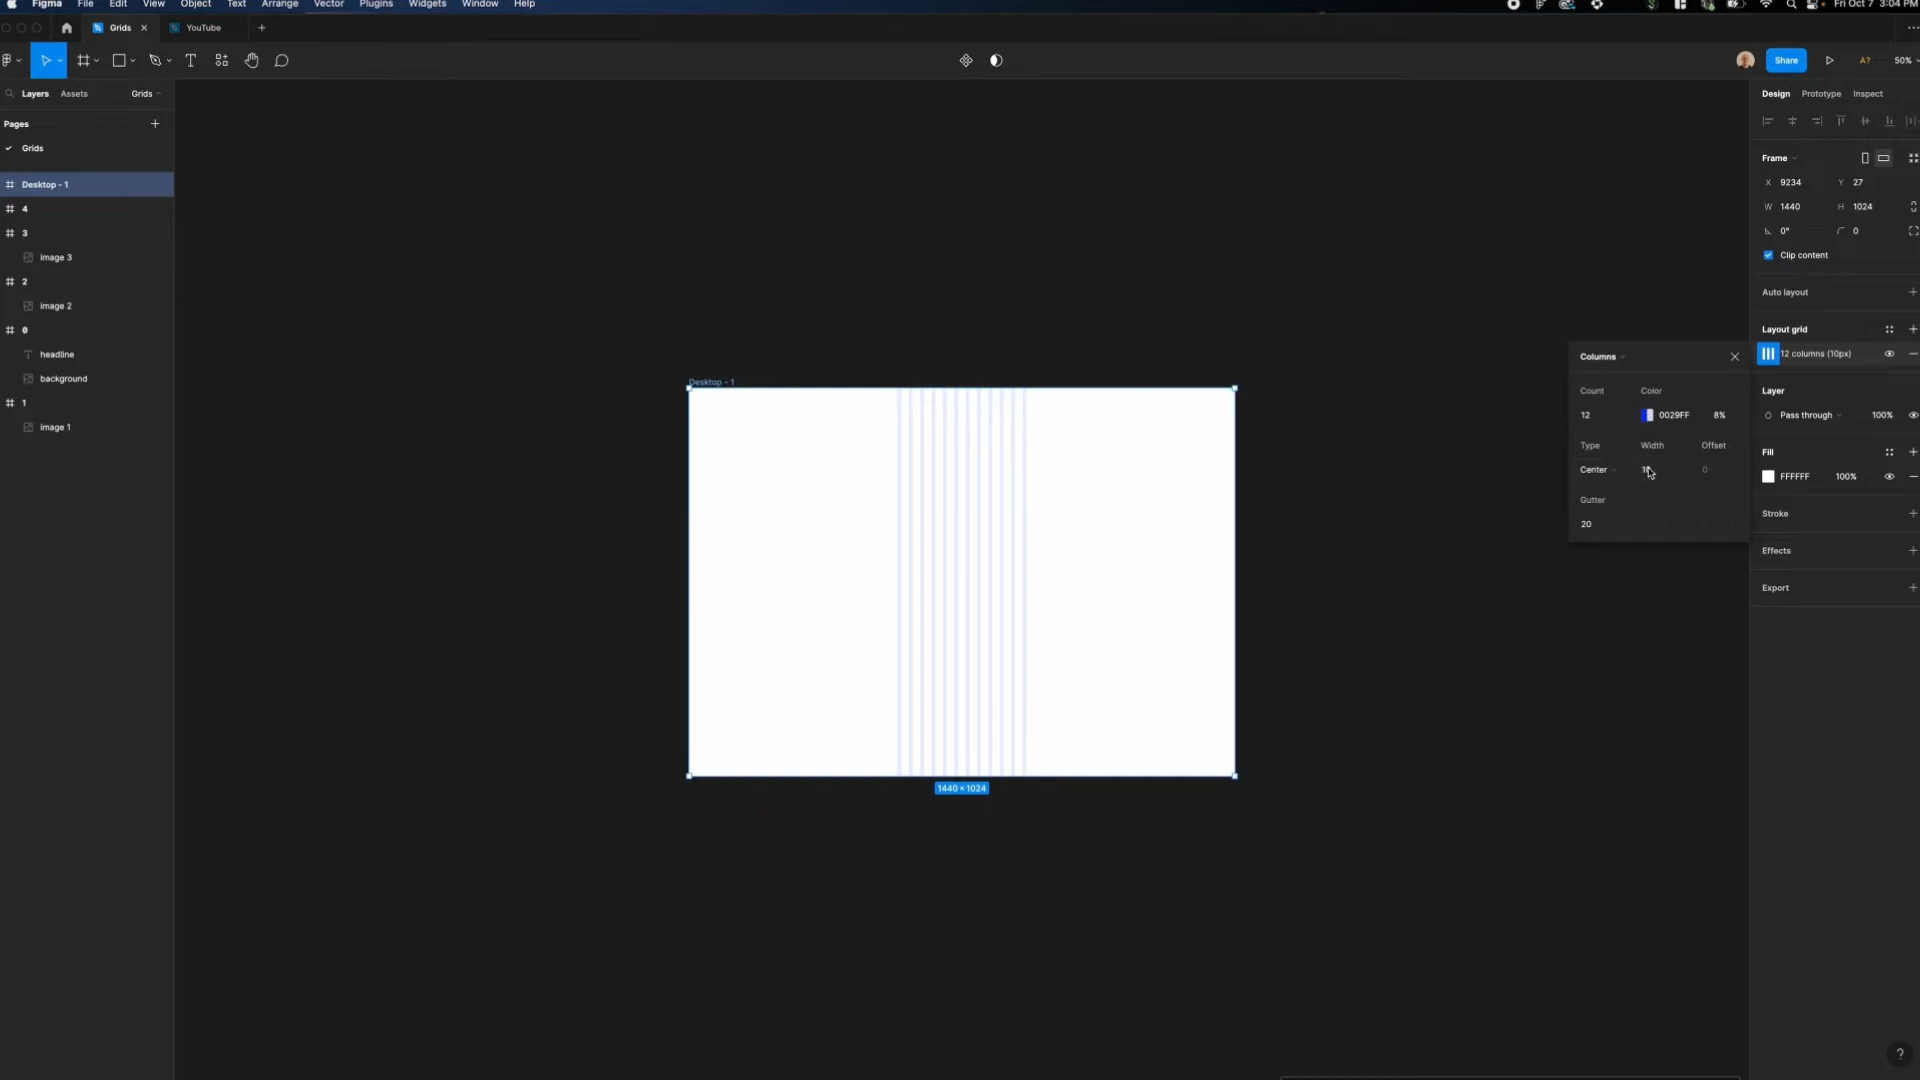 Figma File Edit View Object Text Arrange Vector Plugins Widgets Window Help Fri Oct 7 3:04 PM
Grids YouTube
Share A? 50%
Layers Assets Grids
Design Prototype Inspect
Pages
Grids
Desktop - 1
4
3
image 3
2
image 2
0
headline
background
1
image 1
Desktop - 1
1440 × 1024
Columns
Count Color
12 0029FF 8%
Type Width Offset
Center 0
Gutter
20
Frame
X 9234 Y 27
W 1440 H 1024
0° 0
Clip content
Auto layout
Layout grid
12 columns (10px)
Layer
Pass through 100%
Fill
FFFFFF 100%
Stroke
Effects
Export
?